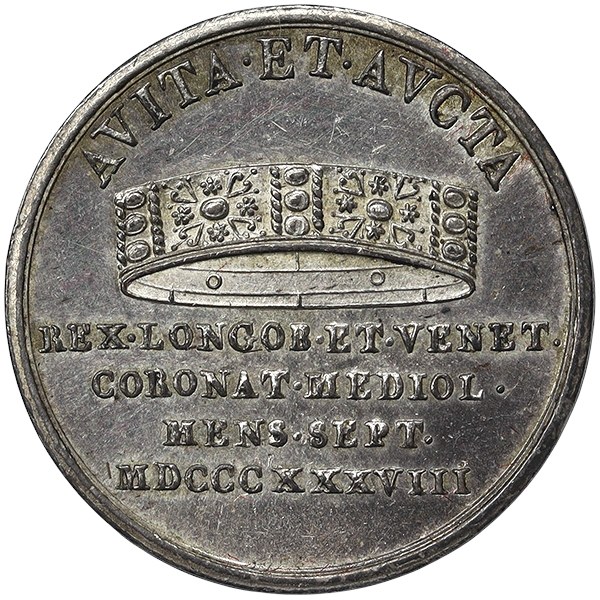 AVITA·ET·AVCTA
REX·LONGOB·ET·VENET·
CORONAT·MEDIOL·
MENS·SEPT.
MDCCCXXXVIII